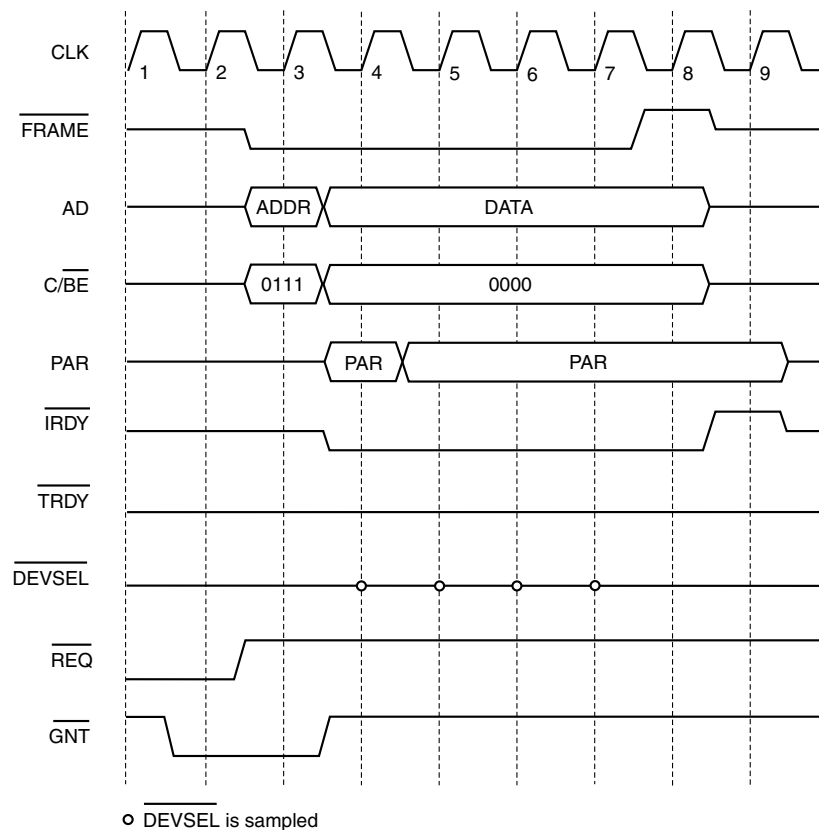 CLK
1 2 3 4 5 6 7 8 9
FRAME
AD ADDR DATA
C/BE 0111 0000
PAR PAR PAR
IRDY
TRDY
DEVSEL
REQ
GNT
DEVSEL is sampled